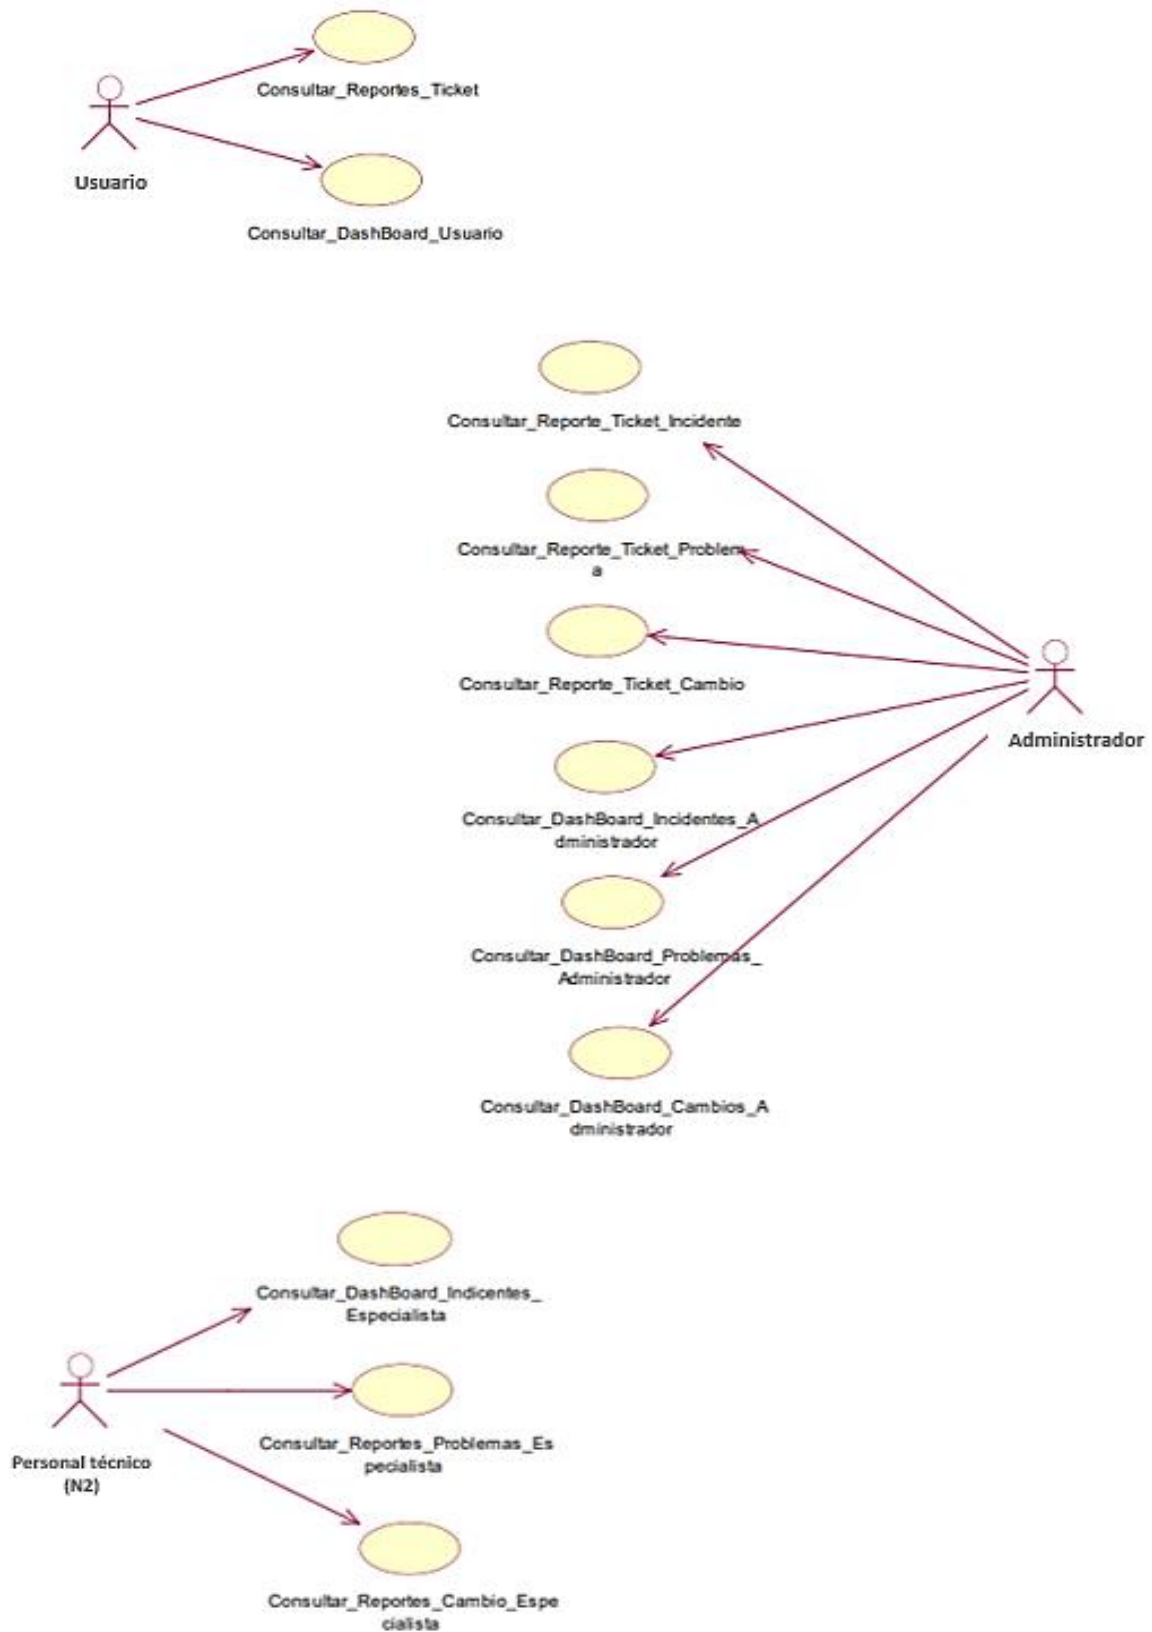 Consultar_Reportes_Ticket
Usuario
Consultar_DashBoard_Usuario
Consultar_Reporte_Ticket_Incidente
Consultar_Reporte_Ticket_Problem
a
Consultar_Reporte_Ticket_Cambio
Administrador
Consultar_DashBoard_Incidentes_A
dministrador
Consultar_DashBoard_Problemas_
Administrador
Consultar_DashBoard_Cambios_A
dministrador
Consultar_DashBoard_Indicentes_
Especialista
Consultar_Reportes_Problemas_Es
pecialista
Personal técnico
(N2)
Consultar_Reportes_Cambio_Espe
cialista